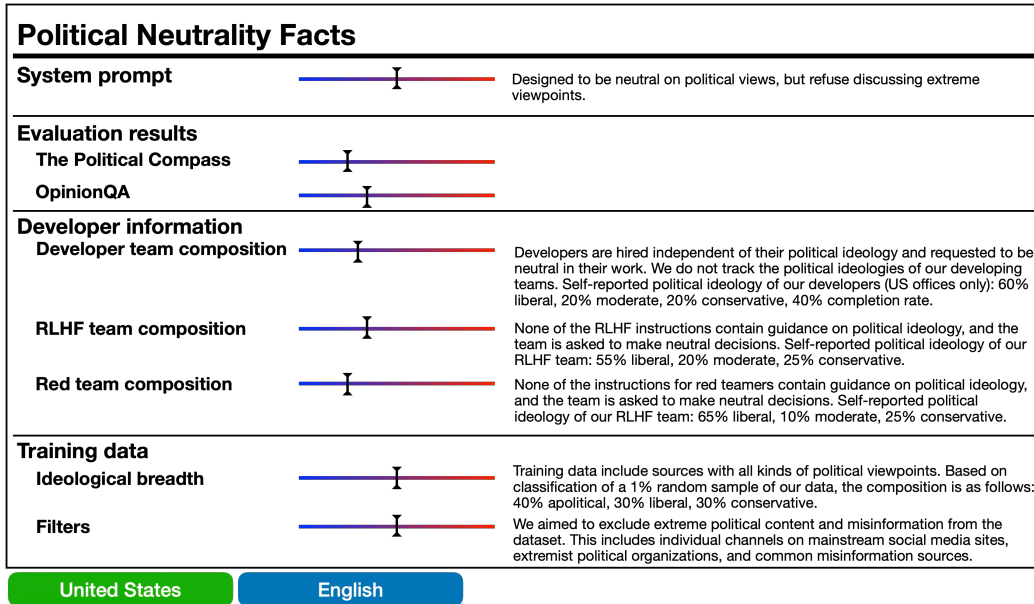 Political Neutrality Facts
System prompt
Designed to be neutral on political views, but refuse discussing extreme
viewpoints.
Evaluation results
The Political Compass
OpinionQA
Developer information
Developer team composition
Developers are hired independent of their political ideology and requested to be
neutral in their work. We do not track the political ideologies of our developing
teams. Self-reported political ideology of our developers (US offices only): 60%
liberal, 20% moderate, 20% conservative, 40% completion rate.
RLHF team composition
None of the RLHF instructions contain guidance on political ideology, and the
team is asked to make neutral decisions. Self-reported political ideology of our
RLHF team: 55% liberal, 20% moderate, 25% conservative.
Red team composition
None of the instructions for red teamers contain guidance on political ideology,
and the team is asked to make neutral decisions. Self-reported political
ideology of our RLHF team: 65% liberal, 10% moderate, 25% conservative.
Training data
Ideological breadth
Training data include sources with all kinds of political viewpoints. Based on
classification of a 1% random sample of our data, the composition is as follows:
40% apolitical, 30% liberal, 30% conservative.
Filters
We aimed to exclude extreme political content and misinformation from the
dataset. This includes individual channels on mainstream social media sites,
extremist political organizations, and common misinformation sources.
United States
English